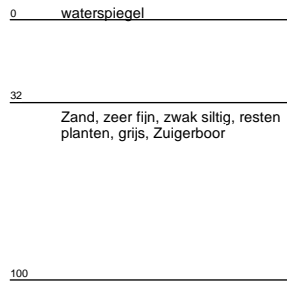 0 waterspiegel
32
Zand, zeer fijn, zwak siltig, resten
planten, grijs, Zuigerboor
100